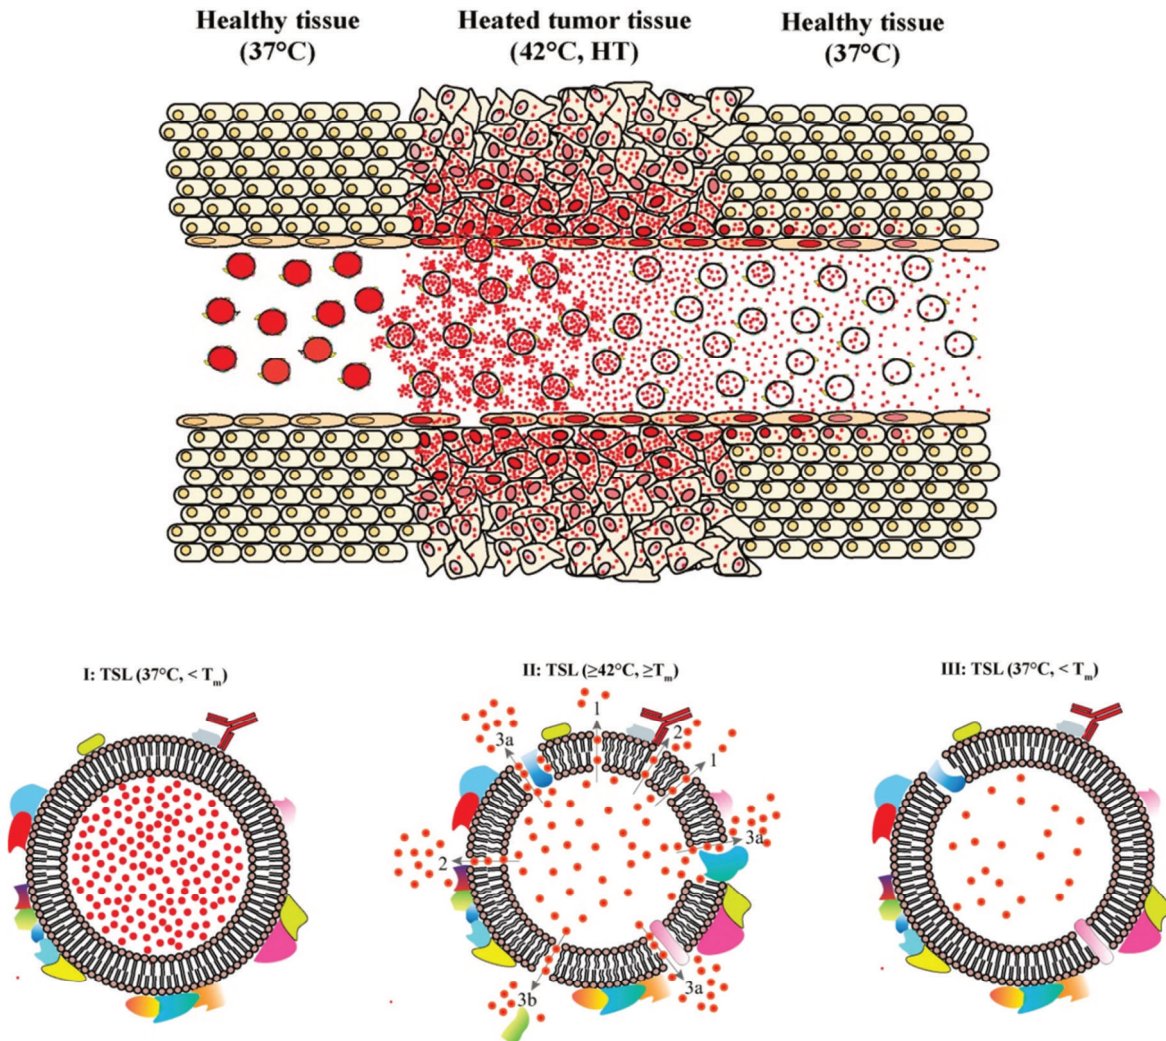 Healthy tissue
(37°C)
Heated tumor tissue
(42°C, HT)
Healthy tissue
(37°C)
I: TSL (37°C, < Tm)
II: TSL (≥42°C, ≥Tm)
III: TSL (37°C, < Tm)
1
2
3a
1
3a
2
3a
3b